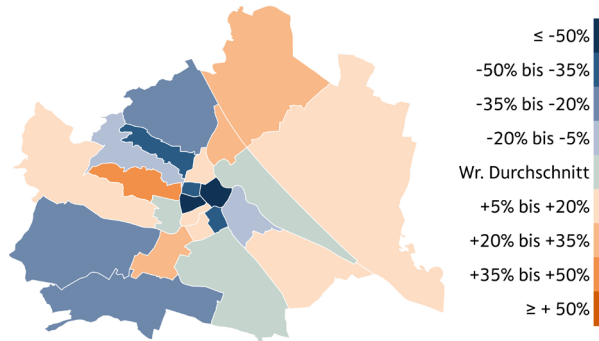 ≤ -50%
-50% bis -35%
-35% bis -20%
-20% bis -5%
Wr. Durchschnitt
+5% bis +20%
+20% bis +35%
+35% bis +50%
≥ + 50%